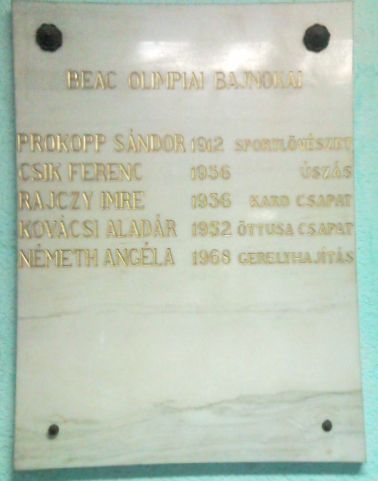 BEAC OLIMPIAI BAJNOKAI
PROKOPP SÁNDOR 1912 SPORTLÖVÉSZET
CSIK FERENC 1936 ÚSZÁS
RAJCZY IMRE 1936 KARD CSAPAT
KOVÁCSI ALADÁR 1952 ÖTTUSA CSAPAT
NÉMETH ANGÉLA 1968 GERELYHAJÍTÁS